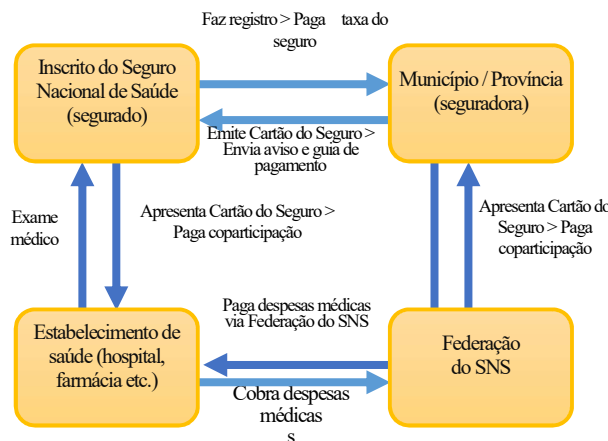 Faz registro > Paga taxa do
seguro
Inscrito do Seguro
Nacional de Saúde
(segurado)
Município / Província
(seguradora)
Emite Cartão do Seguro >
Envia aviso e guia de
pagamento
Exame
médico
Apresenta Cartão do Seguro >
Paga coparticipação
Apresenta Cartão do
Seguro > Paga
coparticipação
Paga despesas médicas
via Federação do SNS
Estabelecimento de
saúde (hospital,
farmácia etc.)
Federação
do SNS
Cobra despesas
médicas
s